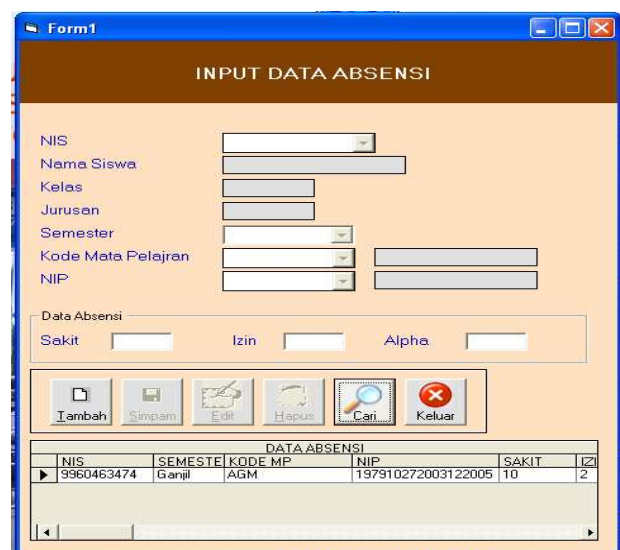 Form1
INPUT DATA ABSENSI
NIS
Nama Siswa
Kelas
Jurusan
Semester
Kode Mata Pelajran
NIP
Data Absensi
Sakit Izin Alpha
Tambah Simpam Edit Hapus Cari Keluar
DATA ABSENSI
NIS SEMESTE KODE MP NIP SAKIT IZI
9960463474 Ganjil AGM 197910272003122005 10 2